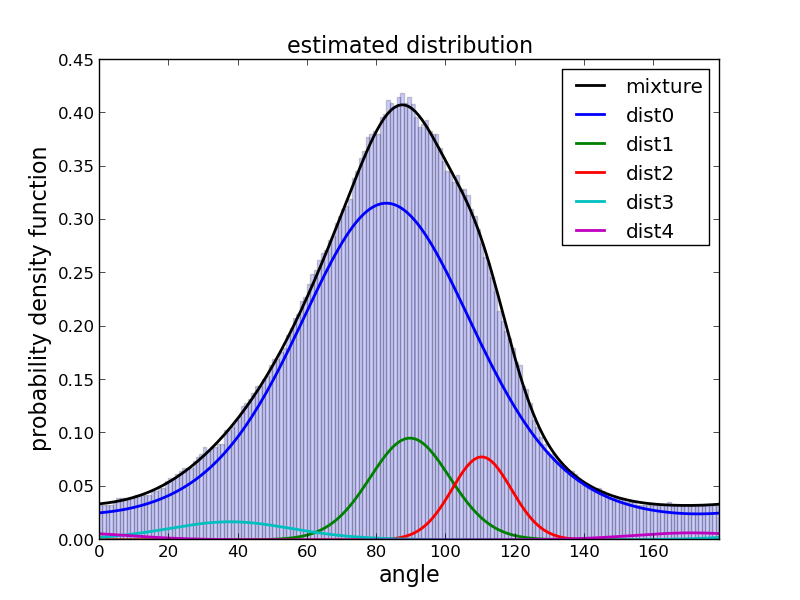 estimated distribution
probability density function
0.45
0.40
0.35
0.30
0.25
0.20
0.15
0.10
0.05
0.00
mixture
dist0
dist1
dist2
dist3
dist4
0 20 40 60 80 100 120 140 160
angle